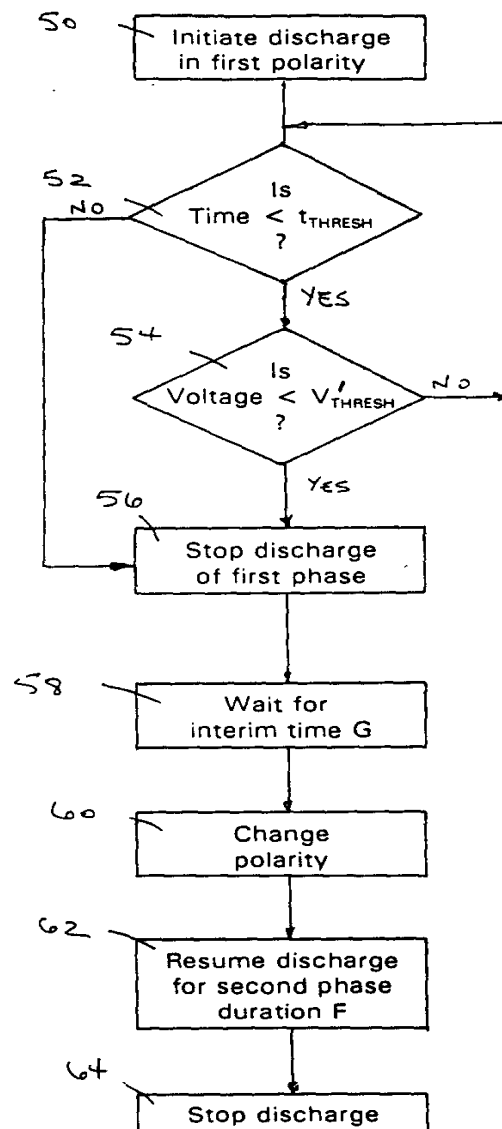 50
Initiate discharge
in first polarity
52
Is
NO
Time < tTHRESH
?
YES
54
Is
Voltage < V'THRESH
NO
?
YES
56
Stop discharge
of first phase
58
Wait for
interim time G
60
Change
polarity
62
Resume discharge
for second phase
duration F
64
Stop discharge